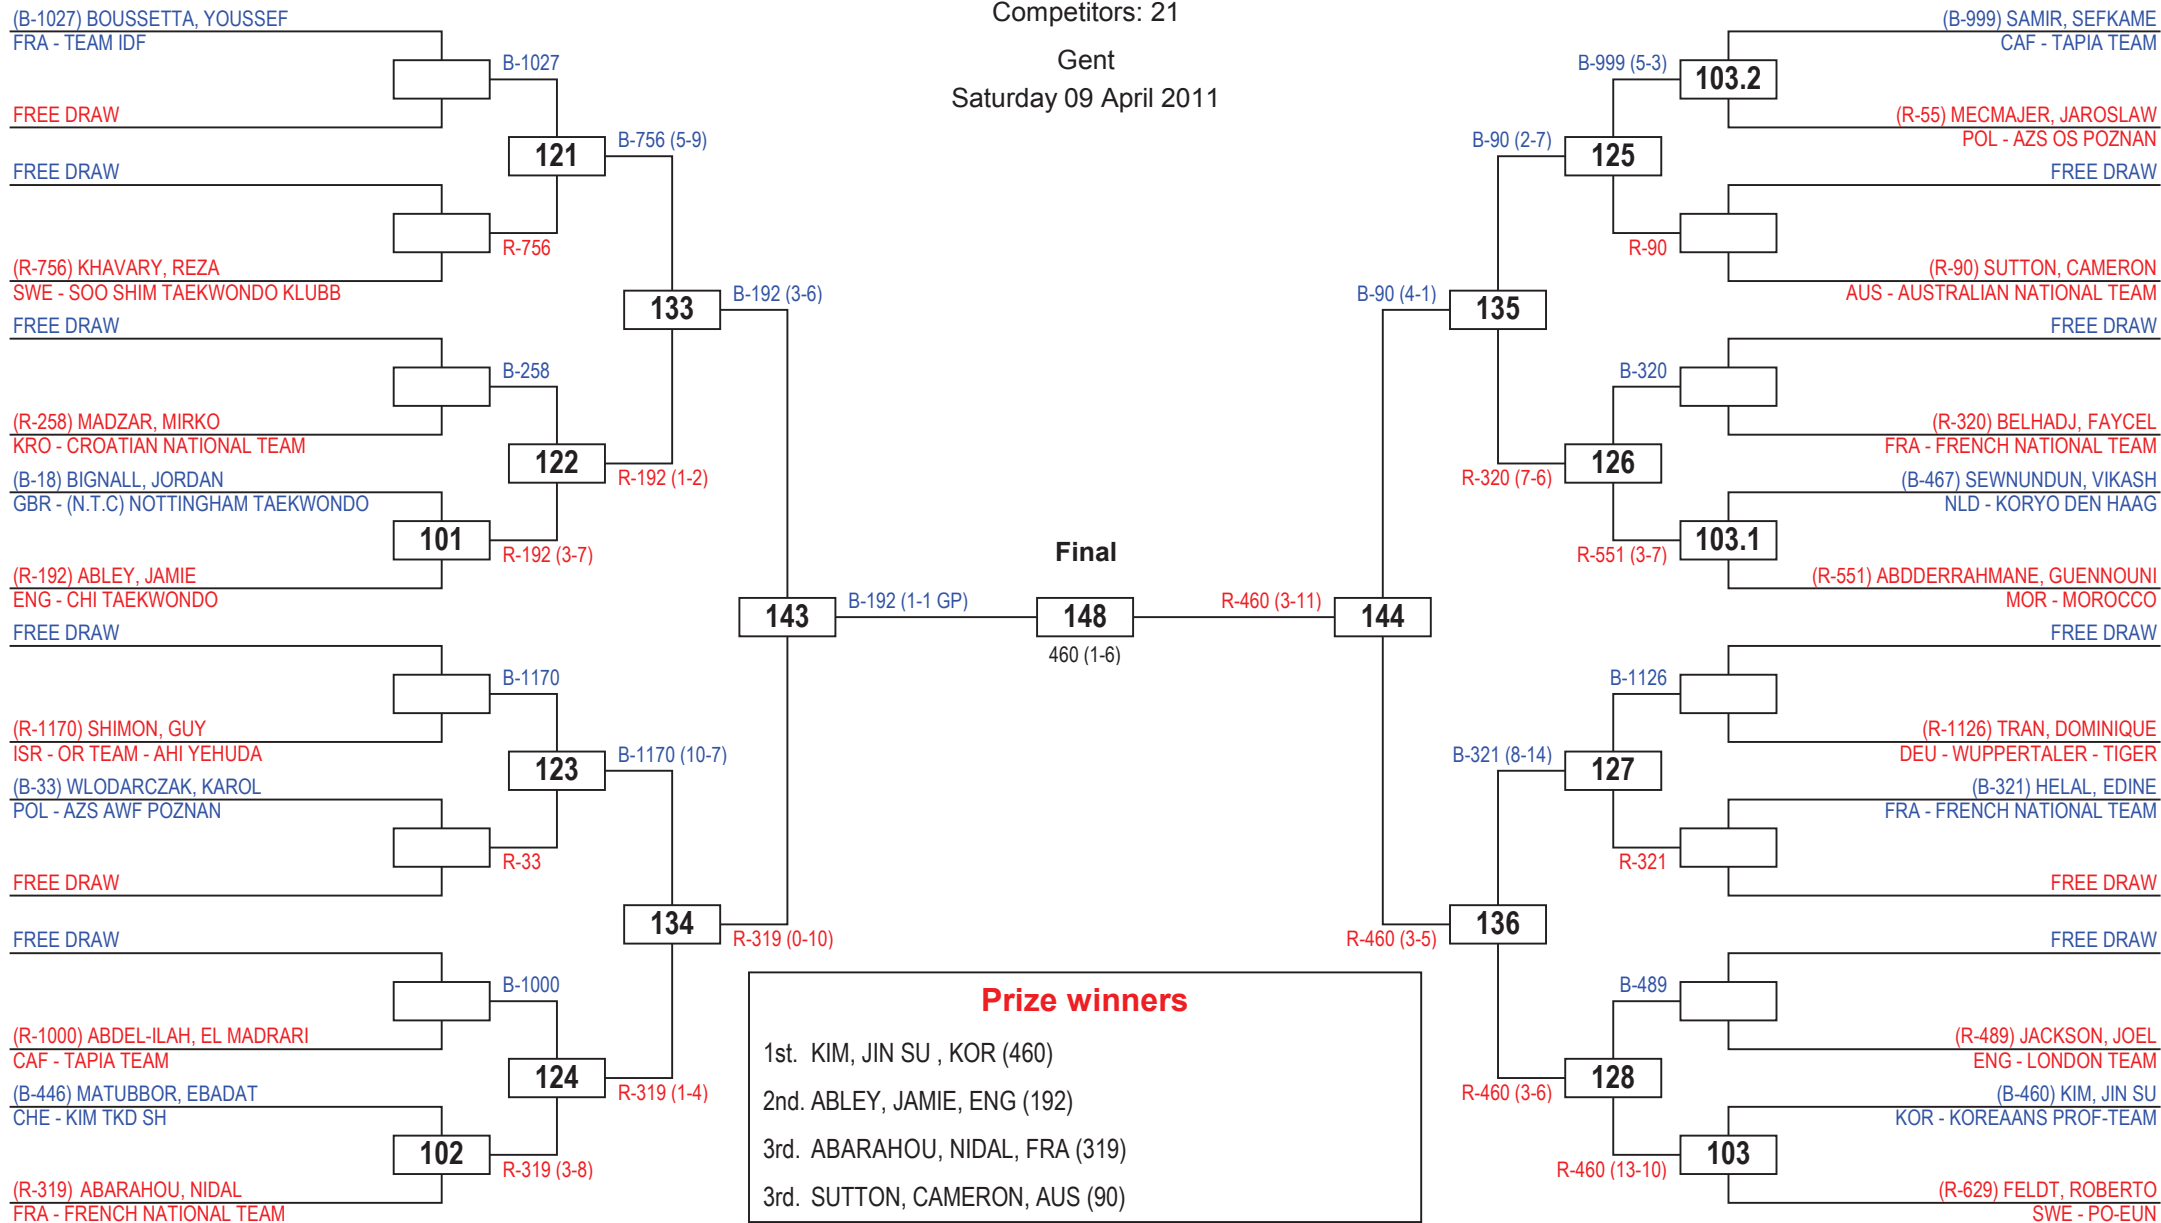 Competitors: 21
Gent
Saturday 09 April 2011
(B-1027) BOUSSETTA, YOUSSEF
FRA - TEAM IDF
B-1027
FREE DRAW
121
B-756 (5-9)
FREE DRAW
R-756
(R-756) KHAVARY, REZA
SWE - SOO SHIM TAEKWONDO KLUBB
133
B-192 (3-6)
FREE DRAW
B-258
(R-258) MADZAR, MIRKO
KRO - CROATIAN NATIONAL TEAM
122
R-192 (1-2)
(B-18) BIGNALL, JORDAN
GBR - (N.T.C) NOTTINGHAM TAEKWONDO
101
R-192 (3-7)
(R-192) ABLEY, JAMIE
ENG - CHI TAEKWONDO
143
B-192 (1-1 GP)
FREE DRAW
B-1170
(R-1170) SHIMON, GUY
ISR - OR TEAM - AHI YEHUDA
123
B-1170 (10-7)
(B-33) WLODARCZAK, KAROL
POL - AZS AWF POZNAN
R-33
FREE DRAW
134
R-319 (0-10)
FREE DRAW
B-1000
(R-1000) ABDEL-ILAH, EL MADRARI
CAF - TAPIA TEAM
124
R-319 (1-4)
(B-446) MATUBBOR, EBADAT
CHE - KIM TKD SH
102
R-319 (3-8)
(R-319) ABARAHOU, NIDAL
FRA - FRENCH NATIONAL TEAM
Final
148
460 (1-6)
(B-999) SAMIR, SEFKAME
CAF - TAPIA TEAM
B-999 (5-3)
103.2
(R-55) MECMAJER, JAROSLAW
POL - AZS OS POZNAN
B-90 (2-7)
125
FREE DRAW
R-90
(R-90) SUTTON, CAMERON
AUS - AUSTRALIAN NATIONAL TEAM
B-90 (4-1)
135
FREE DRAW
B-320
(R-320) BELHADJ, FAYCEL
FRA - FRENCH NATIONAL TEAM
R-320 (7-6)
126
(B-467) SEWNUNDUN, VIKASH
NLD - KORYO DEN HAAG
R-551 (3-7)
103.1
(R-551) ABDDERRAHMANE, GUENNOUNI
MOR - MOROCCO
R-460 (3-11)
144
FREE DRAW
B-1126
(R-1126) TRAN, DOMINIQUE
DEU - WUPPERTALER - TIGER
B-321 (8-14)
127
(B-321) HELAL, EDINE
FRA - FRENCH NATIONAL TEAM
R-321
FREE DRAW
R-460 (3-5)
136
FREE DRAW
B-489
(R-489) JACKSON, JOEL
ENG - LONDON TEAM
R-460 (3-6)
128
(B-460) KIM, JIN SU
KOR - KOREAANS PROF-TEAM
R-460 (13-10)
103
(R-629) FELDT, ROBERTO
SWE - PO-EUN
Prize winners
1st. KIM, JIN SU , KOR (460)
2nd. ABLEY, JAMIE, ENG (192)
3rd. ABARAHOU, NIDAL, FRA (319)
3rd. SUTTON, CAMERON, AUS (90)